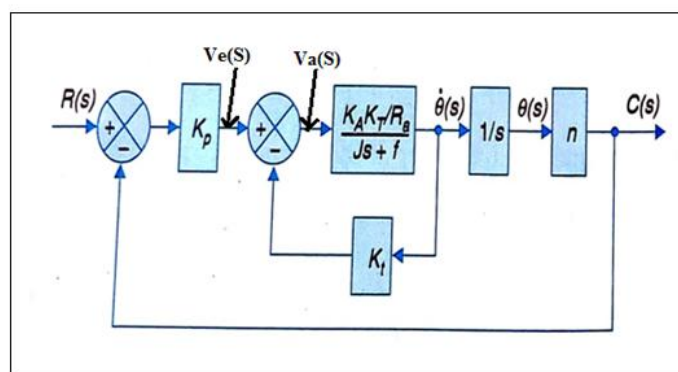 Ve(S) Va(S)
R(s) + − K_p + − K_A K_T/R_a θ̇(s) 1/s θ(s) n C(s)
Js + f
K_t